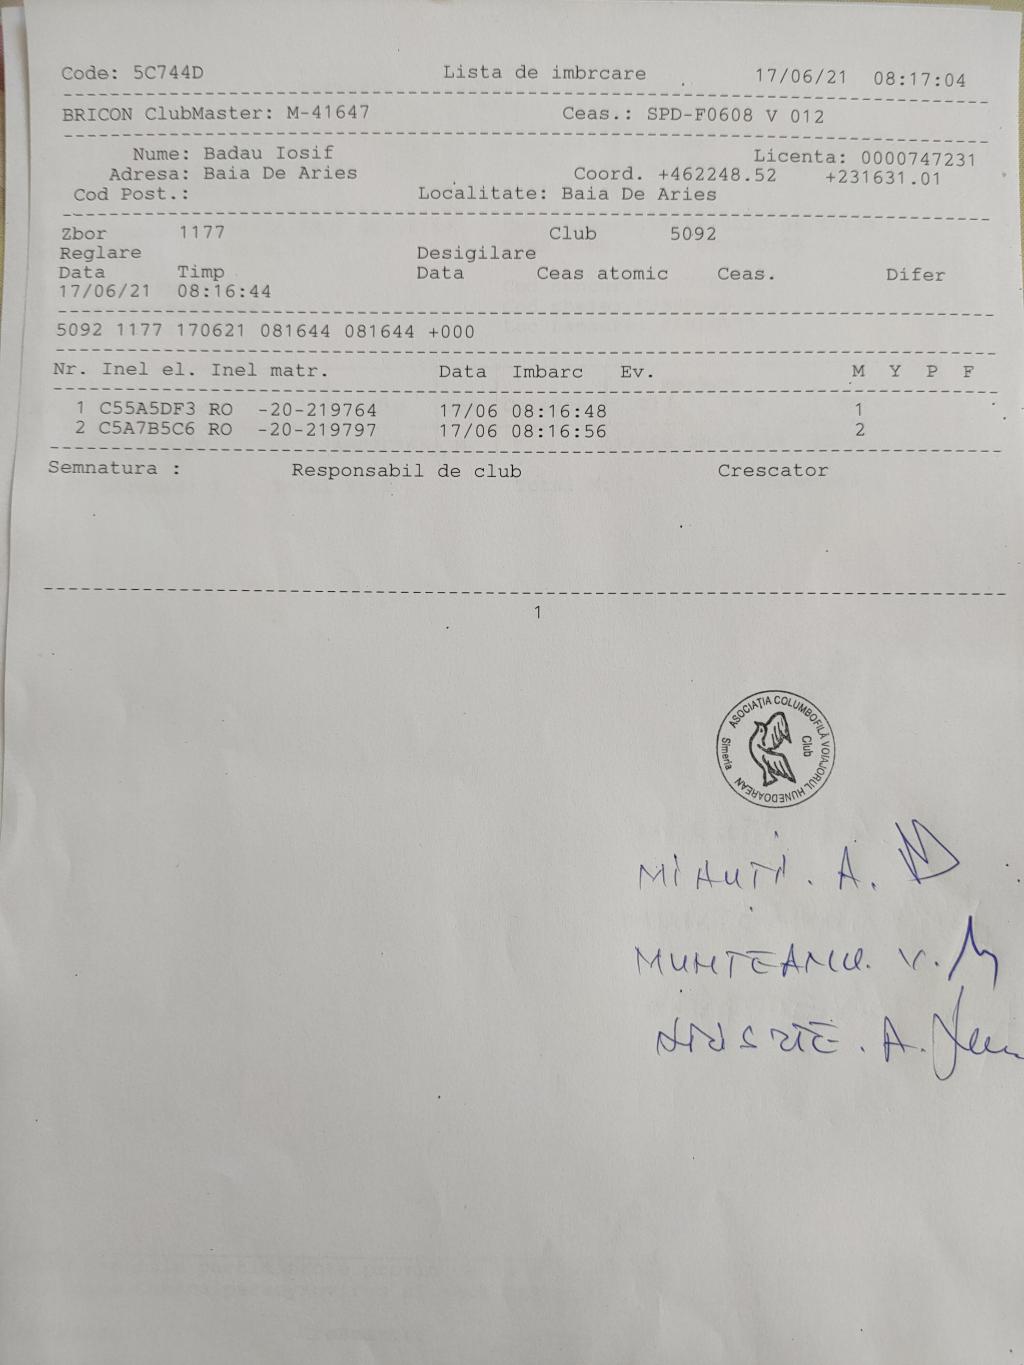 Code: 5C744D Lista de imbrcare 17/06/21 08:17:04
BRICON ClubMaster: M-41647 Ceas.: SPD-F0608 V 012
Nume: Badau Iosif Licenta: 0000747231
Adresa: Baia De Aries Coord. +462248.52 +231631.01
Cod Post.: Localitate: Baia De Aries
Zbor 1177 Club 5092
Reglare Desigilare
Data Timp Data Ceas atomic Ceas. Difer
17/06/21 08:16:44
5092 1177 170621 081644 081644 +000
Nr. Inel el. Inel matr. Data Imbarc Ev. M Y P F
1 C55A5DF3 RO -20-219764 17/06 08:16:48 1
2 C5A7B5C6 RO -20-219797 17/06 08:16:56 2
Semnatura : Responsabil de club Crescator
1
ASOCIAȚIA COLUMBOFILĂ VOIAJORUL HUNEDOAREAN
Club
Simeria
MIHUȚI. A.
MUNTEANU. V.
A.